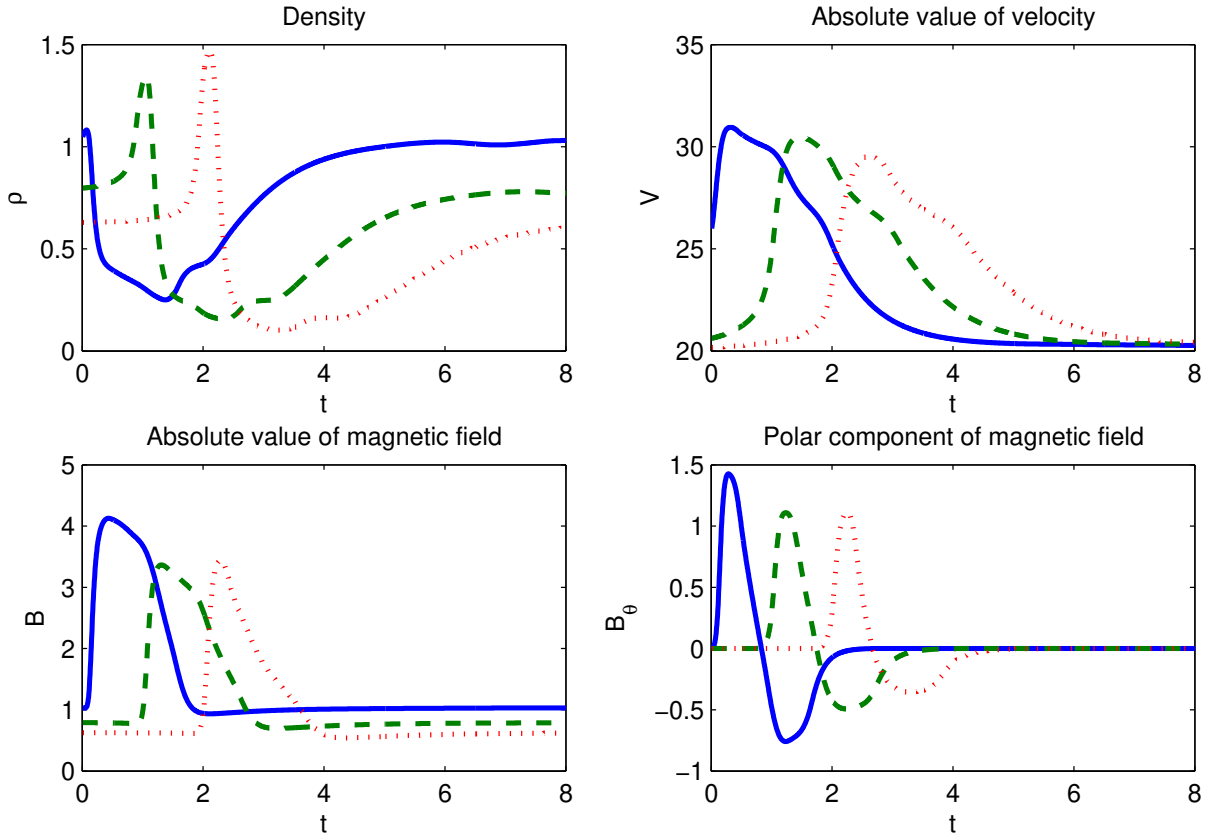 Density
1.5
1
0.5
0
ρ
0 2 4 6 8
t
Absolute value of velocity
35
30
25
20
V
0 2 4 6 8
t
Absolute value of magnetic field
5
4
3
2
1
0
B
0 2 4 6 8
t
Polar component of magnetic field
1.5
1
0.5
0
−0.5
−1
Bθ
0 2 4 6 8
t